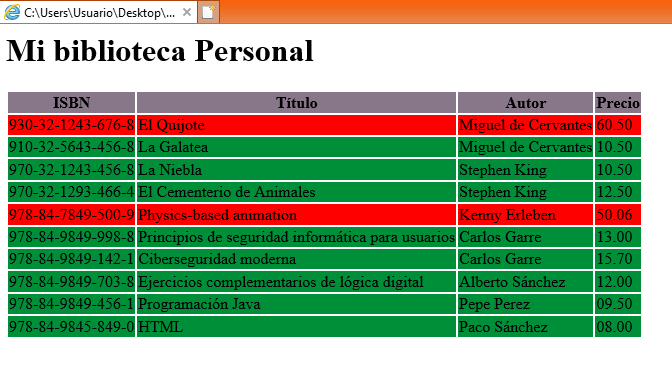 C:\Users\Usuario\Desktop\...
Mi biblioteca Personal
ISBN Título Autor Precio
930-32-1243-676-8 El Quijote Miguel de Cervantes 60.50
910-32-5643-456-8 La Galatea Miguel de Cervantes 10.50
970-32-1243-456-8 La Niebla Stephen King 10.50
970-32-1293-466-4 El Cementerio de Animales Stephen King 12.50
978-84-7849-500-9 Physics-based animation Kenny Erleben 50.06
978-84-9849-998-8 Principios de seguridad informática para usuarios Carlos Garre 13.00
978-84-9849-142-1 Ciberseguridad moderna Carlos Garre 15.70
978-84-9849-703-8 Ejercicios complementarios de lógica digital Alberto Sánchez 12.00
978-84-9849-456-1 Programación Java Pepe Perez 09.50
978-84-9845-849-0 HTML Paco Sánchez 08.00